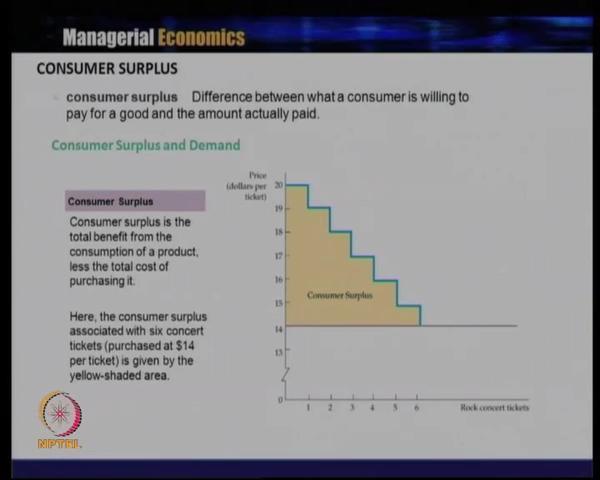 Managerial Economics
CONSUMER SURPLUS
consumer surplus Difference between what a consumer is willing to
pay for a good and the amount actually paid.
Consumer Surplus and Demand
Consumer Surplus
Consumer surplus is the
total benefit from the
consumption of a product,
less the total cost of
purchasing it.
Here, the consumer surplus
associated with six concert
tickets (purchased at $14
per ticket) is given by the
yellow-shaded area.
Price
(dollars per
ticket)
20
19
18
17
16
15
14
13
0
Consumer Surplus
1 2 3 4 5 6
Rock concert tickets
NPTEL